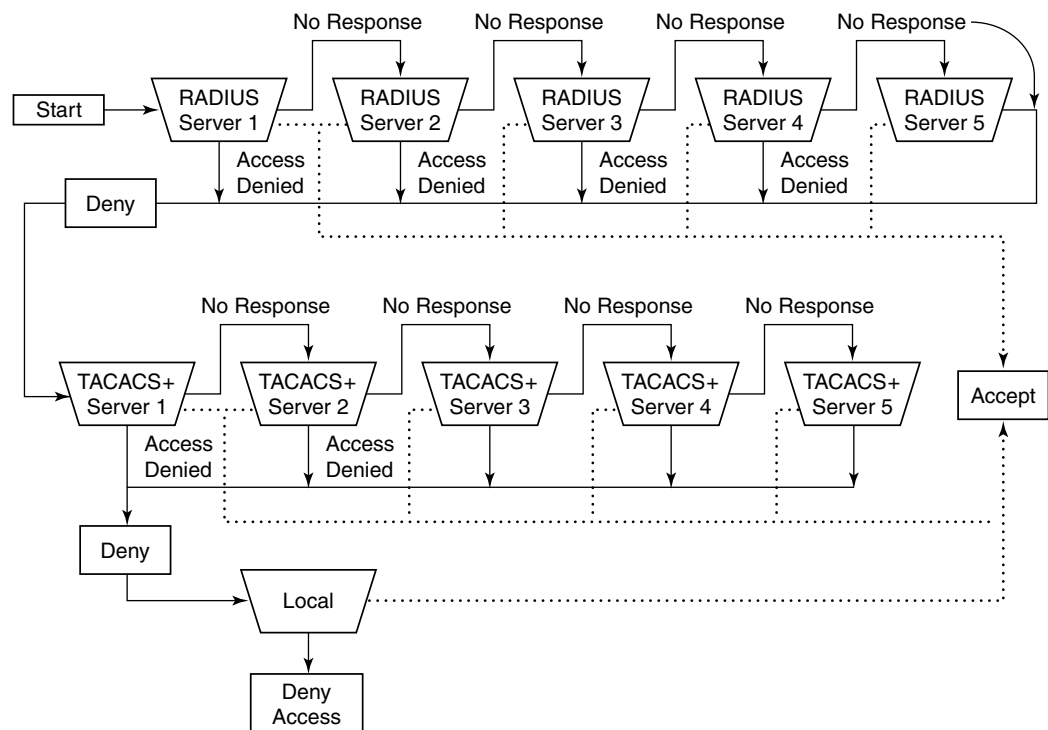 No Response
No Response
No Response
No Response
No Response
Start
RADIUS
Server 1
RADIUS
Server 2
RADIUS
Server 3
RADIUS
Server 4
RADIUS
Server 5
Access
Denied
Access
Denied
Access
Denied
Access
Denied
Deny
No Response
No Response
No Response
No Response
TACACS+
Server 1
TACACS+
Server 2
TACACS+
Server 3
TACACS+
Server 4
TACACS+
Server 5
Accept
Access
Denied
Access
Denied
Deny
Local
Deny
Access